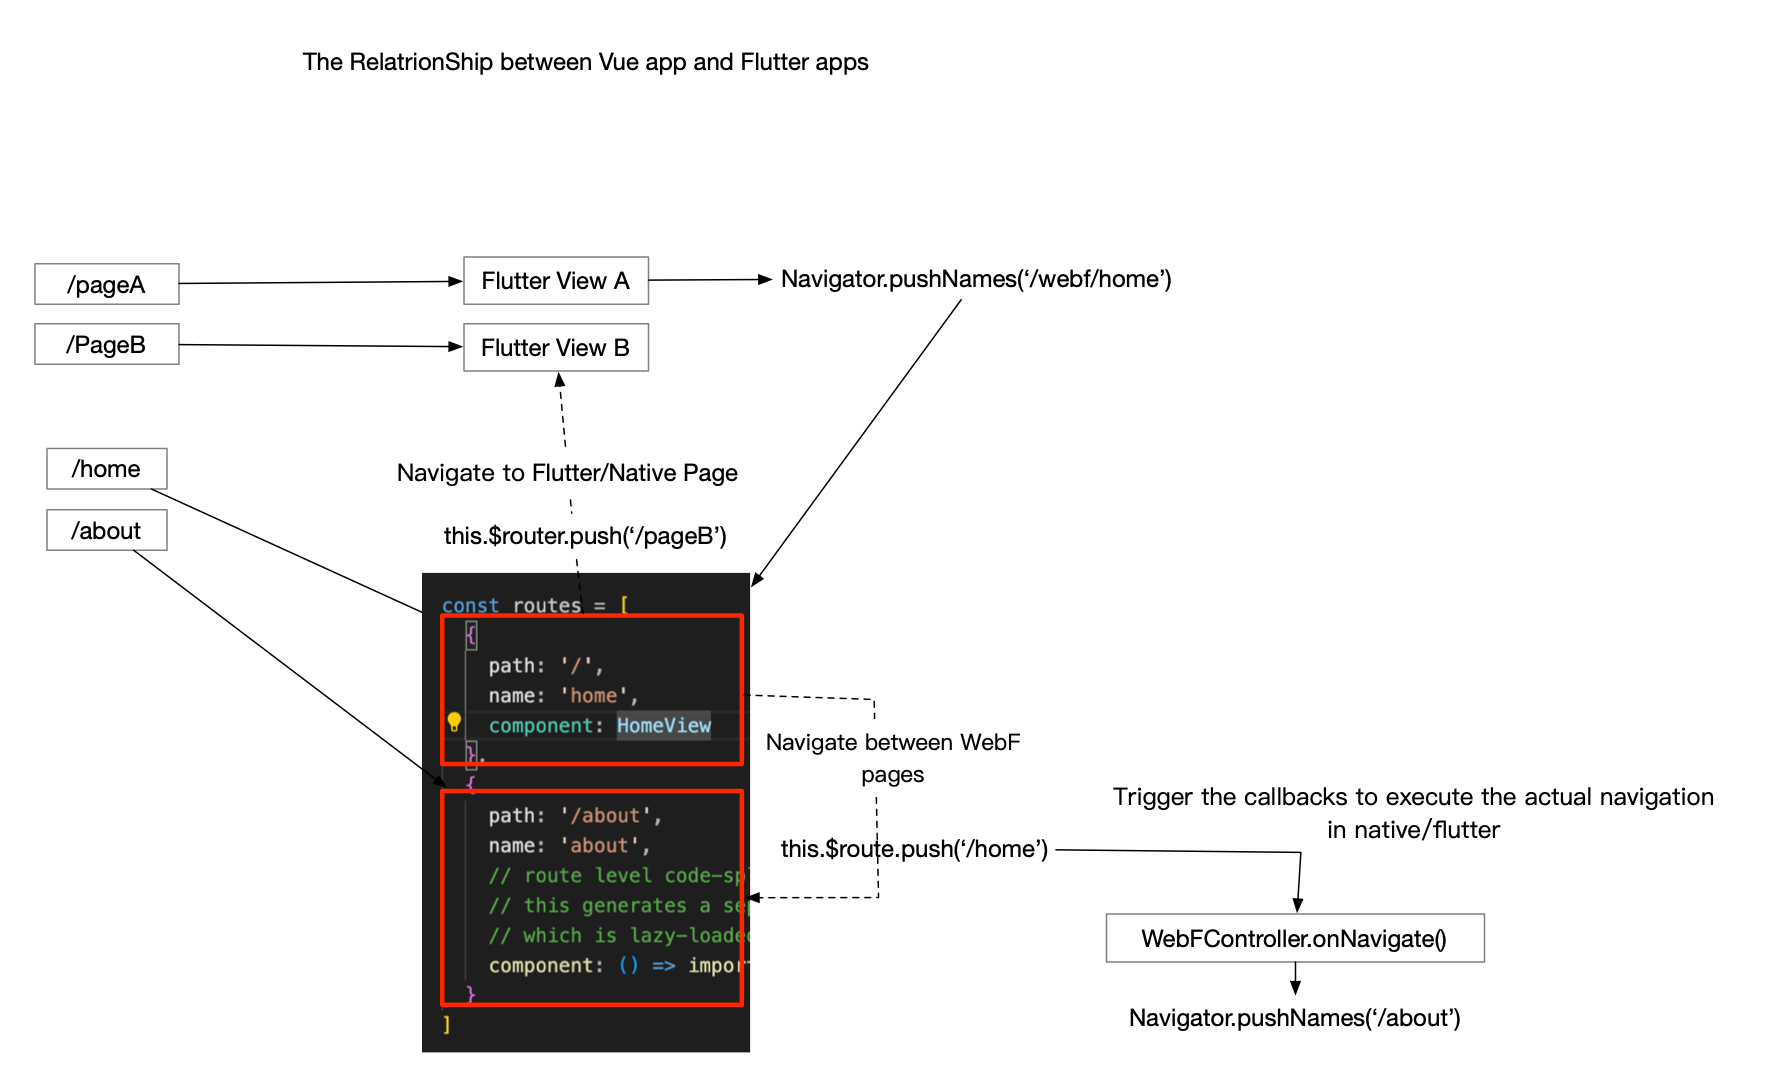 The RelatrionShip between Vue app and Flutter apps
/pageA
Flutter View A
Navigator.pushNames(‘/webf/home’)
/PageB
Flutter View B
/home
Navigate to Flutter/Native Page
/about
this.$router.push(‘/pageB’)
const routes = [
{
path: '/',
name: 'home',
component: HomeView
},
{
path: '/about',
name: 'about',
// route level code-sp
// this generates a sep
// which is lazy-loaded
component: () => impor
}
]
Navigate between WebF
pages
this.$route.push(‘/home’)
Trigger the callbacks to execute the actual navigation
in native/flutter
WebFController.onNavigate()
Navigator.pushNames(‘/about’)